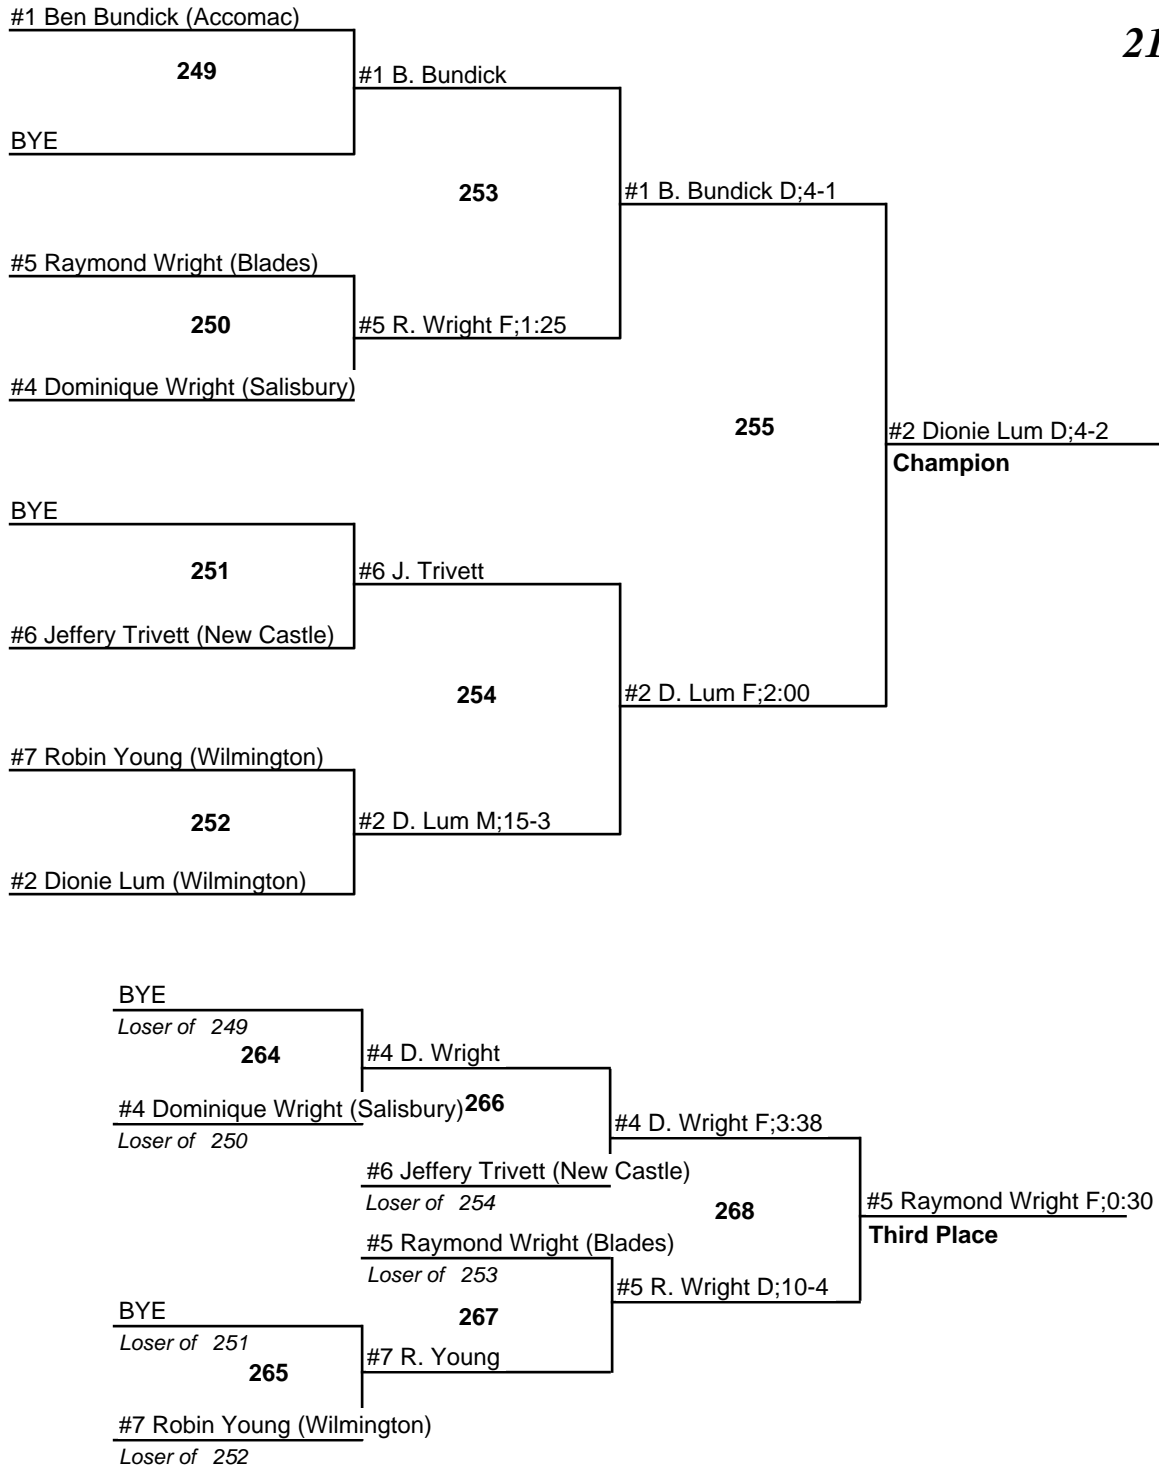 #1 Ben Bundick (Accomac)
21
249
#1 B. Bundick
BYE
253
#1 B. Bundick D;4-1
#5 Raymond Wright (Blades)
250
#5 R. Wright F;1:25
#4 Dominique Wright (Salisbury)
255
#2 Dionie Lum D;4-2
Champion
BYE
251
#6 J. Trivett
#6 Jeffery Trivett (New Castle)
254
#2 D. Lum F;2:00
#7 Robin Young (Wilmington)
252
#2 D. Lum M;15-3
#2 Dionie Lum (Wilmington)
BYE
Loser of 249
264
#4 D. Wright
#4 Dominique Wright (Salisbury)
266
Loser of 250
#4 D. Wright F;3:38
#6 Jeffery Trivett (New Castle)
Loser of 254
268
#5 Raymond Wright F;0:30
Third Place
#5 Raymond Wright (Blades)
Loser of 253
#5 R. Wright D;10-4
BYE
267
Loser of 251
#7 R. Young
265
#7 Robin Young (Wilmington)
Loser of 252